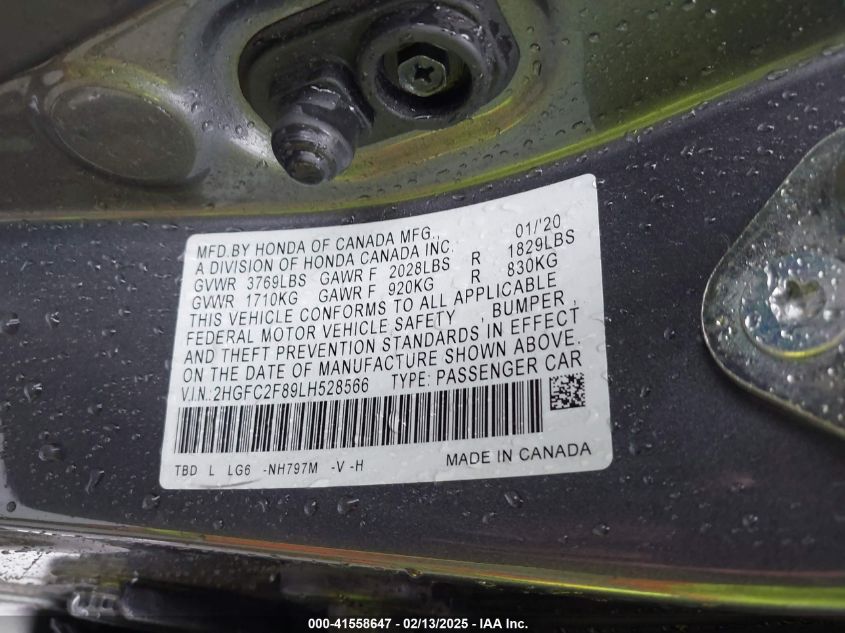 MFD.BY HONDA OF CANADA MFG. 01/'20
A DIVISION OF HONDA CANADA INC.
GVWR 3769LBS GAWR F 2028LBS R 1829LBS
GVWR 1710KG GAWR F 920KG R 830KG
THIS VEHICLE CONFORMS TO ALL APPLICABLE
FEDERAL MOTOR VEHICLE SAFETY, BUMPER,
AND THEFT PREVENTION STANDARDS IN EFFECT
ON THE DATE OF MANUFACTURE SHOWN ABOVE.
V.I.N.:2HGFC2F89LH528566 TYPE: PASSENGER CAR
TBD L LG6 -NH797M -V -H MADE IN CANADA
000-41558647 - 02/13/2025 - IAA Inc.